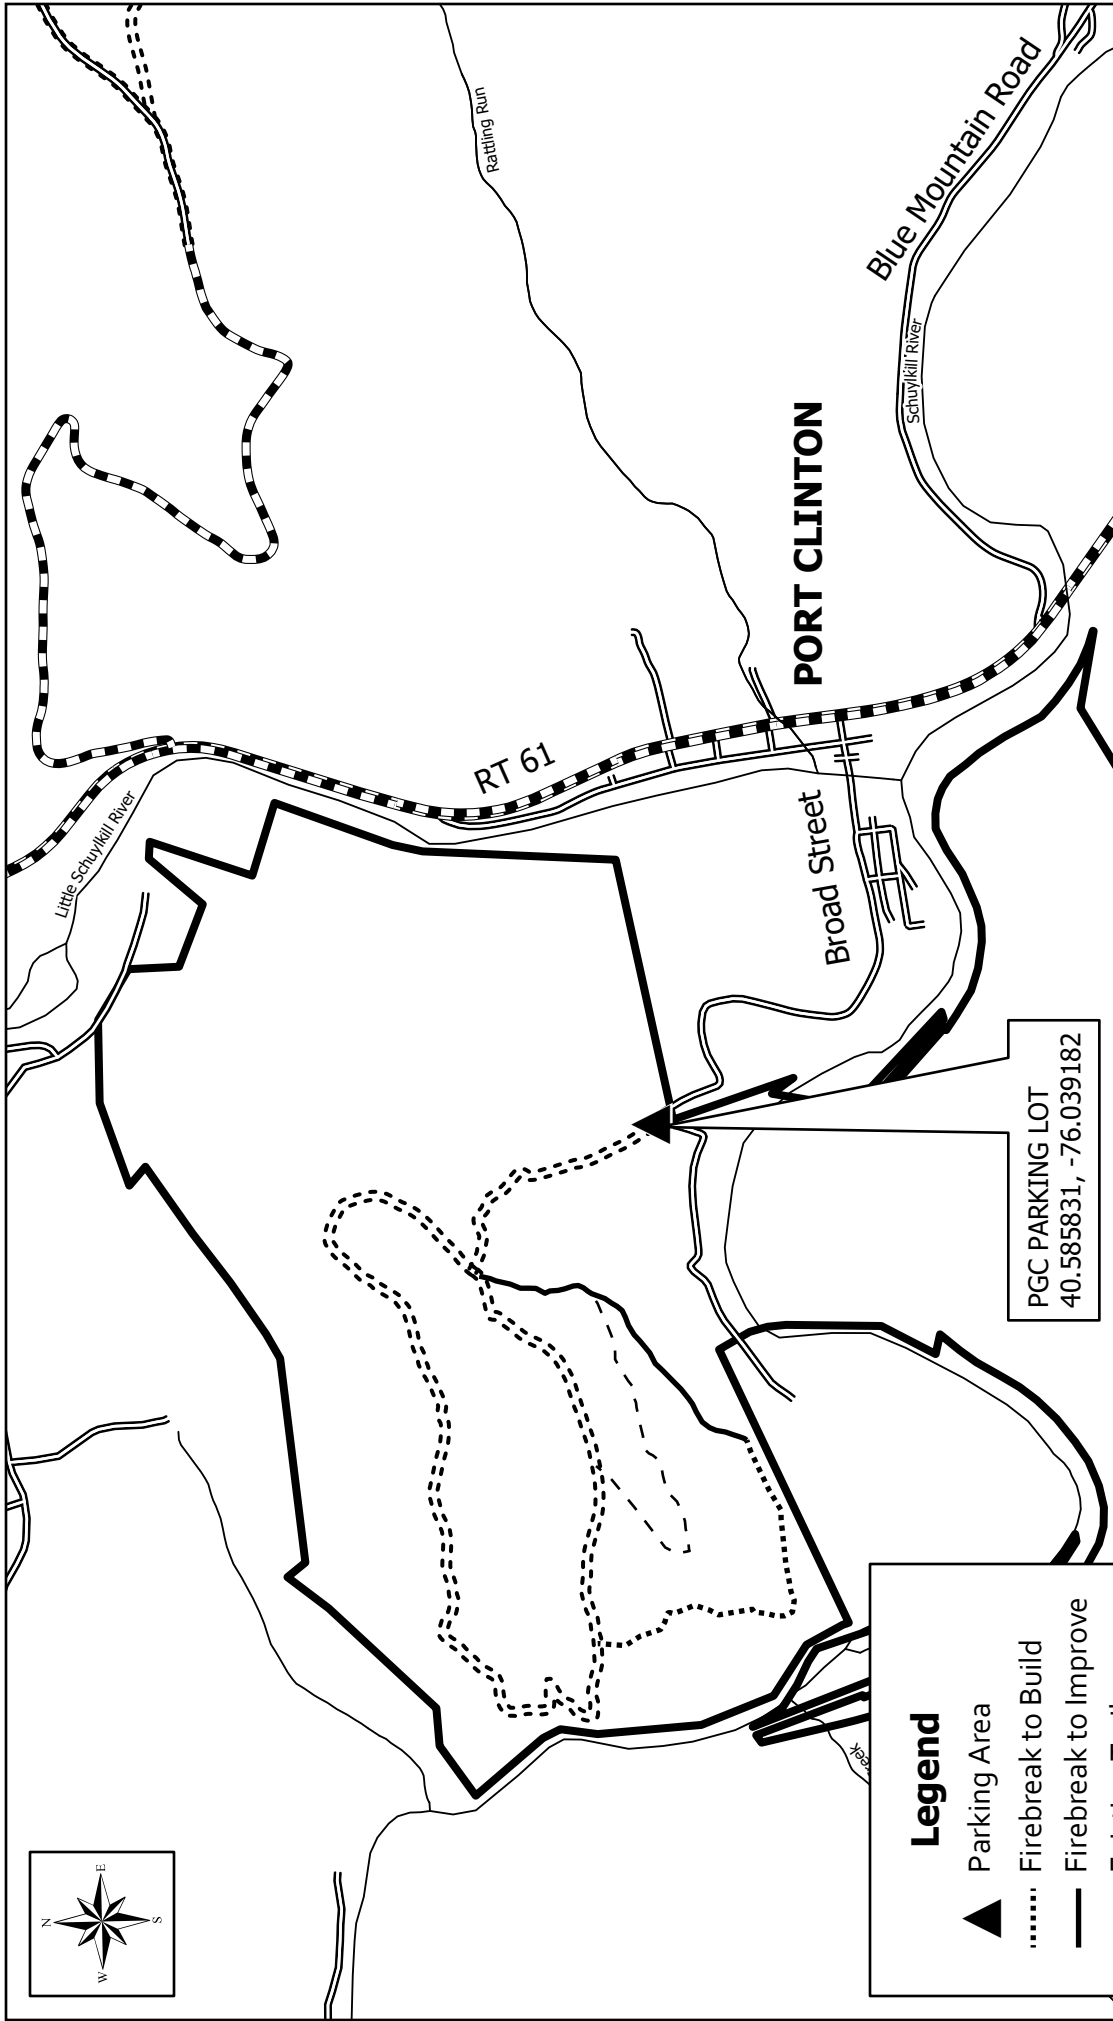 Rattling Run
Blue Mountain Road
Schuylkill River
PORT CLINTON
RT 61
Little Schuylkill River
Broad Street
PGC PARKING LOT
40.585831, -76.039182
N
E
S
W
Legend
Parking Area
Firebreak to Build
Firebreak to Improve